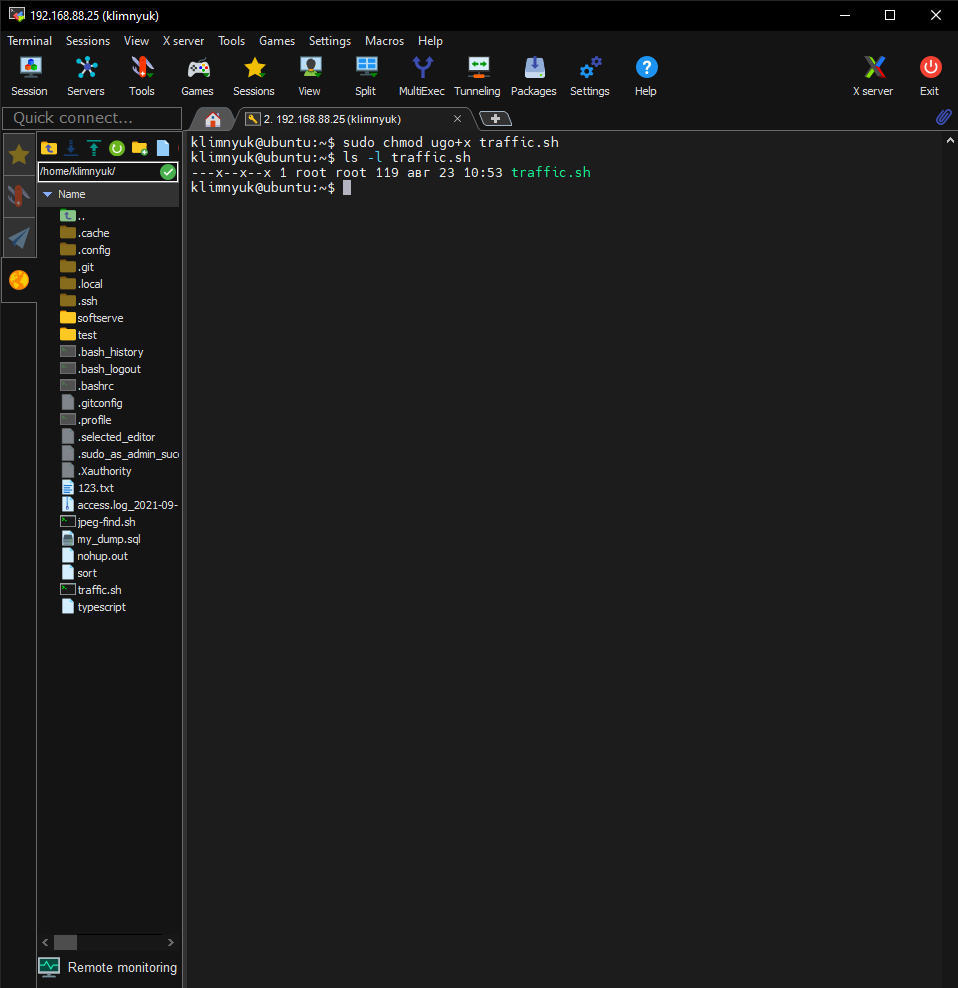 192.168.88.25 (klimnyuk)
Terminal Sessions View X server Tools Games Settings Macros Help
Session Servers Tools Games Sessions View Split MultiExec Tunneling Packages Settings Help X server Exit
Quick connect...
2. 192.168.88.25 (klimnyuk)
/home/klimnyuk/
Name
..
.cache
.config
.git
.local
.ssh
softserve
test
.bash_history
.bash_logout
.bashrc
.gitconfig
.profile
.selected_editor
.sudo_as_admin_succ
.Xauthority
123.txt
access.log_2021-09-
jpeg-find.sh
my_dump.sql
nohup.out
sort
traffic.sh
typescript
Remote monitoring
klimnyuk@ubuntu:~$ sudo chmod ugo+x traffic.sh
klimnyuk@ubuntu:~$ ls -l traffic.sh
---x--x--x 1 root root 119 авг 23 10:53 traffic.sh
klimnyuk@ubuntu:~$